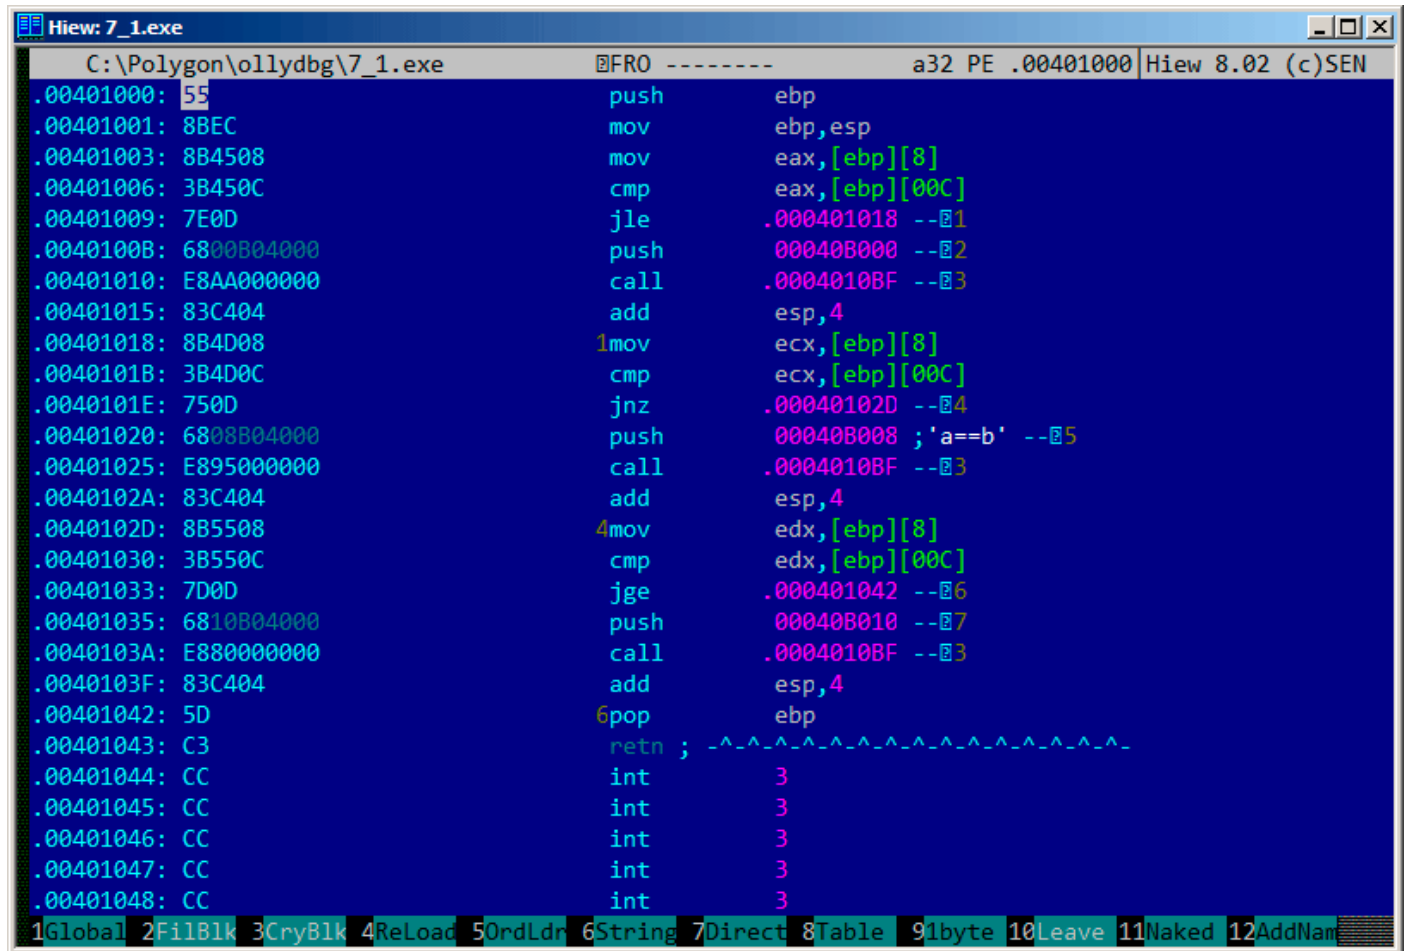 Hiew: 7_1.exe
C:\Polygon\ollydbg\7_1.exe FRO -------- a32 PE .00401000 Hiew 8.02 (c)SEN
.00401000: 55 push ebp
.00401001: 8BEC mov ebp,esp
.00401003: 8B4508 mov eax,[ebp][8]
.00401006: 3B450C cmp eax,[ebp][00C]
.00401009: 7E0D jle .000401018 --1
.0040100B: 6800B04000 push 00040B000 --2
.00401010: E8AA000000 call .0004010BF --3
.00401015: 83C404 add esp,4
.00401018: 8B4D08 1mov ecx,[ebp][8]
.0040101B: 3B4D0C cmp ecx,[ebp][00C]
.0040101E: 750D jnz .00040102D --4
.00401020: 6808B04000 push 00040B008 ;'a==b' --5
.00401025: E895000000 call .0004010BF --3
.0040102A: 83C404 add esp,4
.0040102D: 8B5508 4mov edx,[ebp][8]
.00401030: 3B550C cmp edx,[ebp][00C]
.00401033: 7D0D jge .000401042 --6
.00401035: 6810B04000 push 00040B010 --7
.0040103A: E880000000 call .0004010BF --3
.0040103F: 83C404 add esp,4
.00401042: 5D 6pop ebp
.00401043: C3 retn ; -^-^-^-^-^-^-^-^-^-^-^-^-^-^-^-
.00401044: CC int 3
.00401045: CC int 3
.00401046: CC int 3
.00401047: CC int 3
.00401048: CC int 3
1Global 2FilBlk 3CryBlk 4ReLoad 5OrdLdr 6String 7Direct 8Table 91byte 10Leave 11Naked 12AddNam